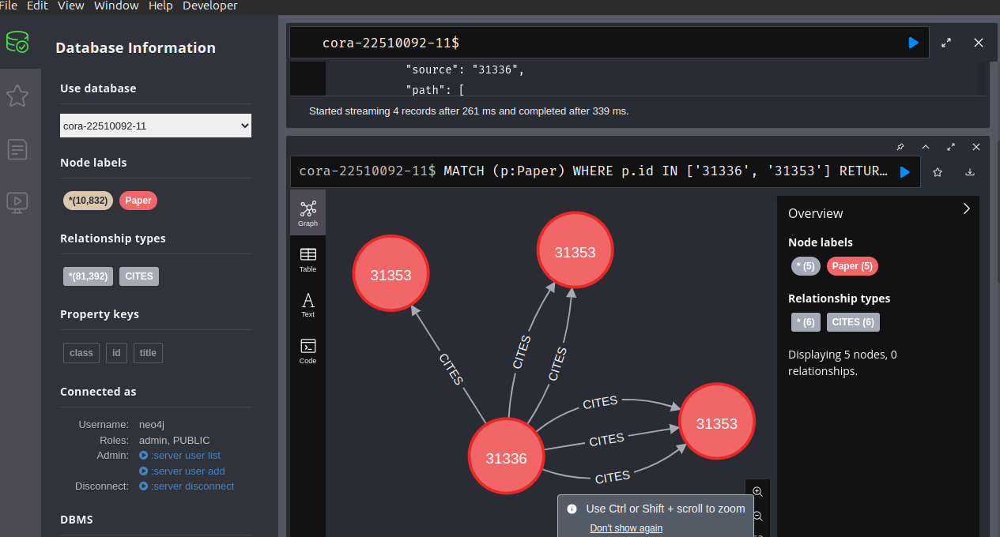 File Edit View Window Help Developer
Database Information
Use database
cora-22510092-11
Node labels
*(10,832) Paper
Relationship types
*(81,392) CITES
Property keys
class id title
Connected as
Username: neo4j
Roles: admin, PUBLIC
Admin: :server user list
:server user add
Disconnect: :server disconnect
DBMS
cora-22510092-11$
"source": "31336",
"path": [
Started streaming 4 records after 261 ms and completed after 339 ms.
cora-22510092-11$ MATCH (p:Paper) WHERE p.id IN ['31336', '31353'] RETUR…
Graph
Table
Text
Code
31353
31353
CITES
CITES
CITES
CITES
31353
CITES
31336
CITES
Use Ctrl or Shift + scroll to zoom
Don't show again
Overview
Node labels
* (5) Paper (5)
Relationship types
* (6) CITES (6)
Displaying 5 nodes, 0
relationships.